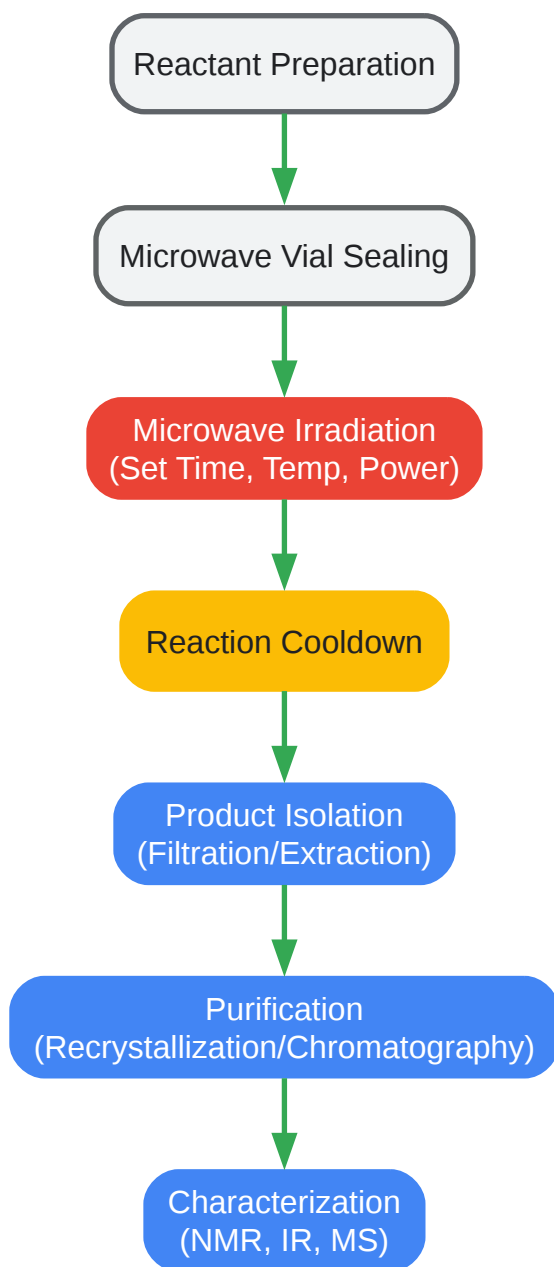 Reactant Preparation
Microwave Vial Sealing
Microwave Irradiation
(Set Time, Temp, Power)
Reaction Cooldown
Product Isolation
(Filtration/Extraction)
Purification
(Recrystallization/Chromatography)
Characterization
(NMR, IR, MS)